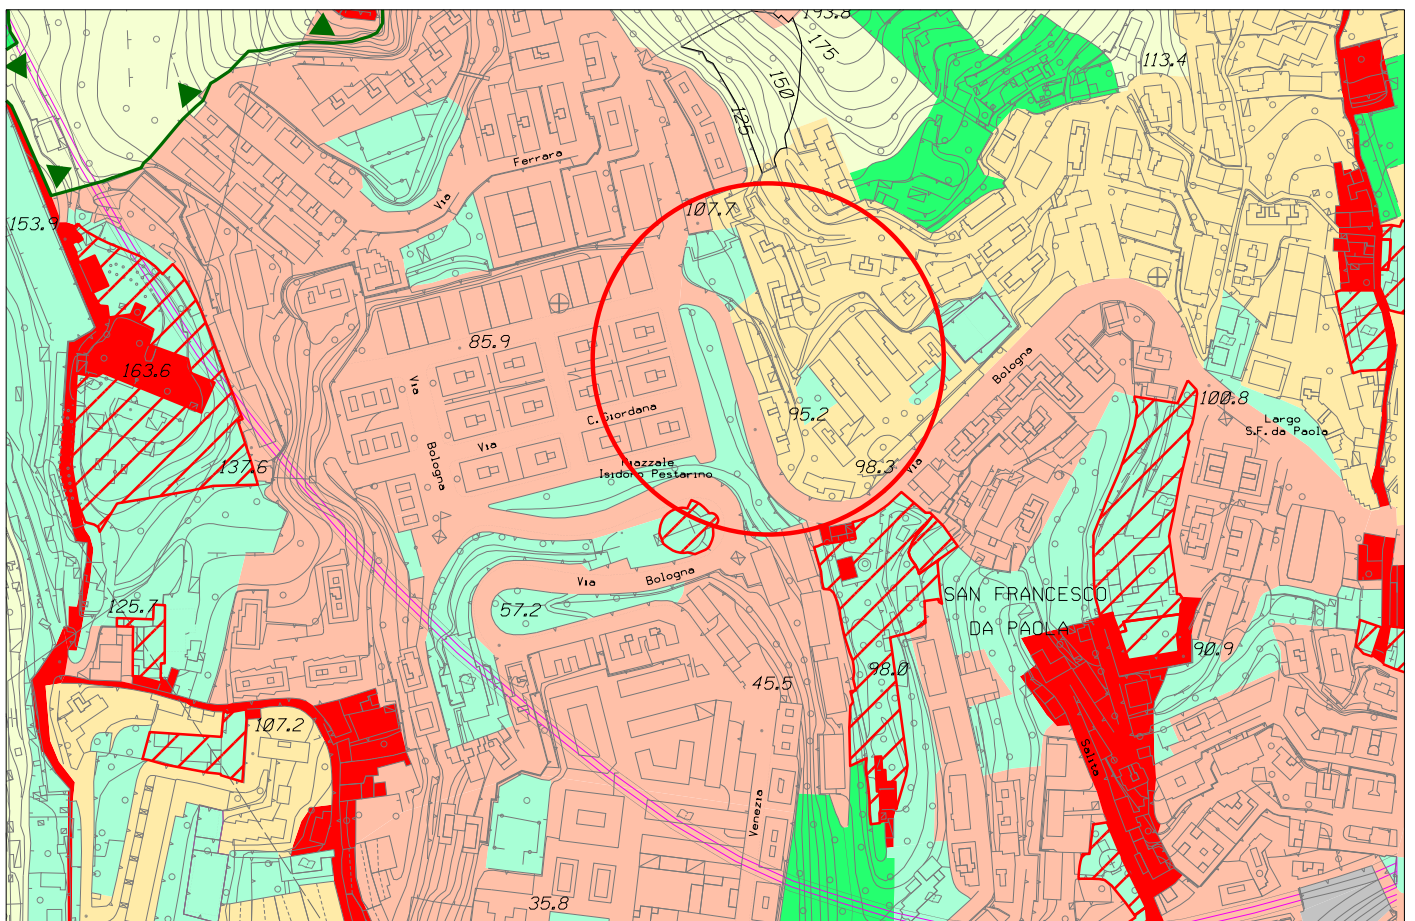 193.8
175
150
125
113.4
Ferrara
Via
153.9
107.7
85.9
163.6
Via
Bologna
Via
C. Giordana
95.2
Bologna
Via
100.8
Largo
S.F. da Paola
137.6
Piazzale
Isidoro Pestarino
98.3
Via Bologna
57.2
125.7
SAN FRANCESCO
DA PAOLA
98.0
90.9
45.5
107.2
Salita
Venezia
35.8